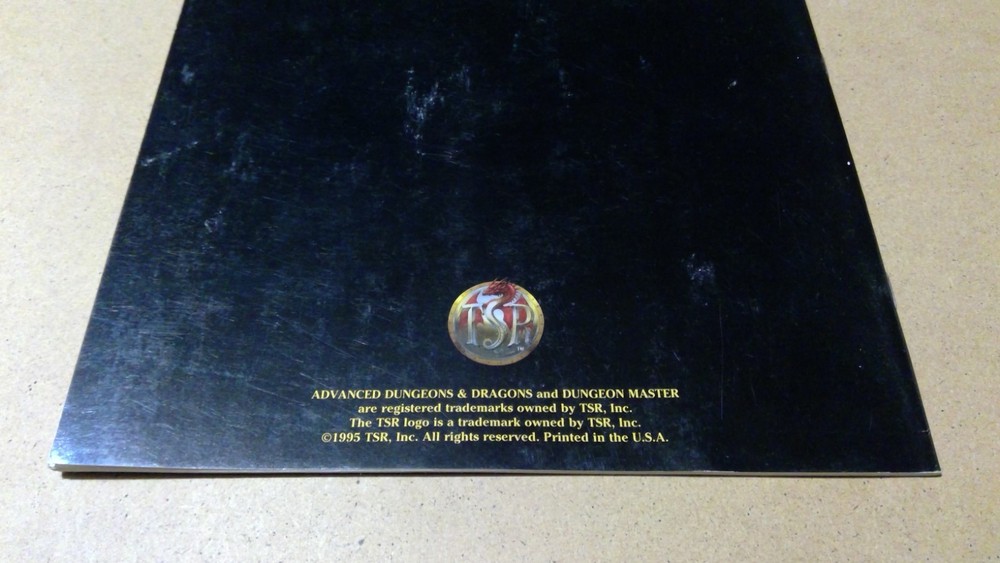 TSR
ADVANCED DUNGEONS & DRAGONS and DUNGEON MASTER
are registered trademarks owned by TSR, Inc.
The TSR logo is a trademark owned by TSR, Inc.
©1995 TSR, Inc. All rights reserved. Printed in the U.S.A.